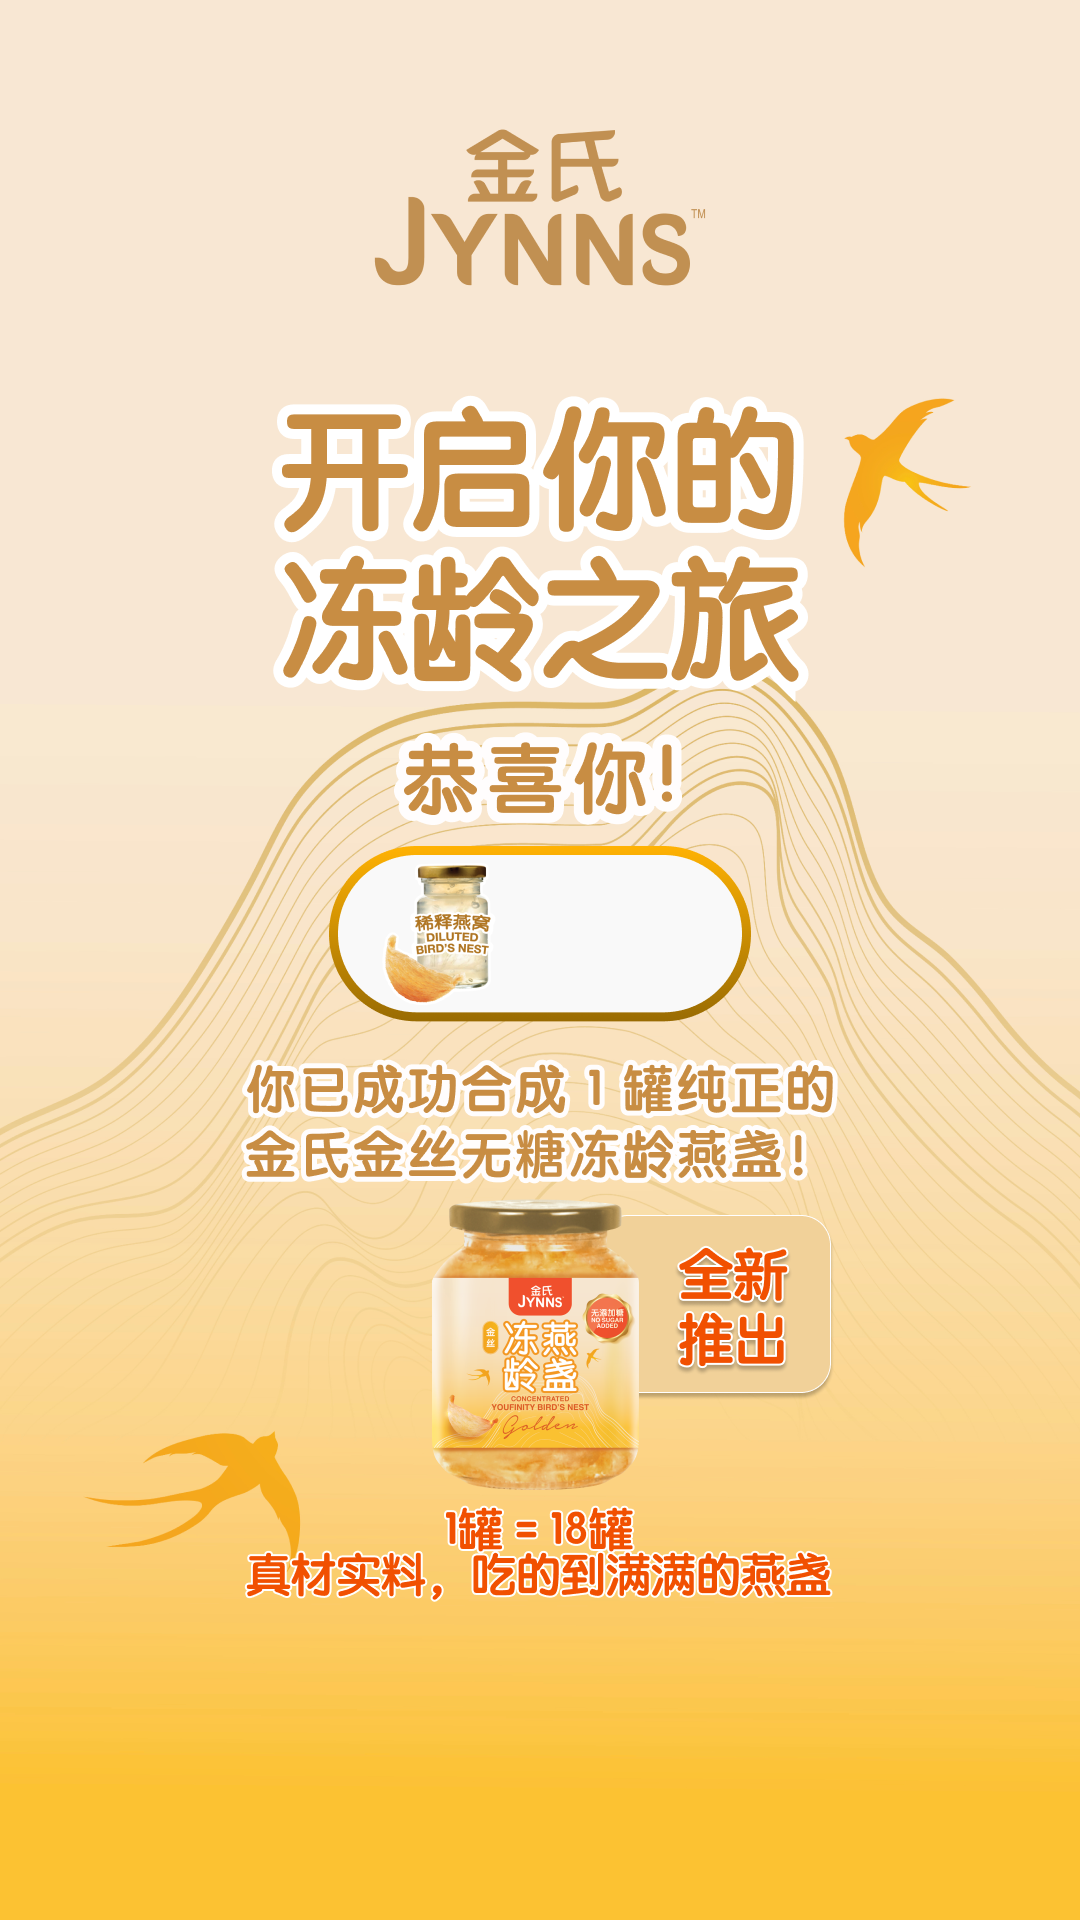 金氏
JYNNS™
开启你的
冻龄之旅
恭喜你！
稀释燕窝
DILUTED
BIRD'S NEST
你已成功合成 1 罐纯正的
金氏金丝无糖冻龄燕盏！
金氏
JYNNS
无添加糖
NO SUGAR
ADDED
金丝
冻燕
龄盏
CONCENTRATED
YOUFINITY BIRD'S NEST
Golden
全新
推出
1罐 = 18罐
真材实料，吃的到满满的燕盏